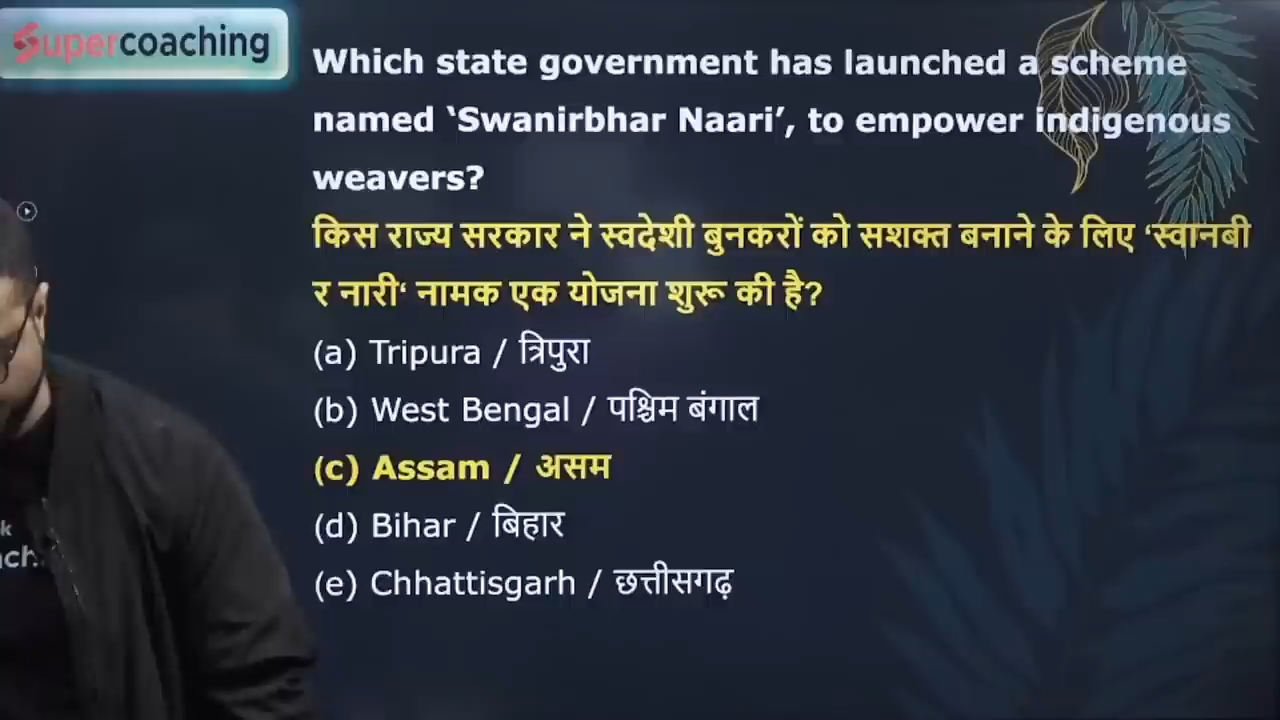 Supercoaching
Which state government has launched a scheme
named ‘Swanirbhar Naari’, to empower indigenous
weavers?
किस राज्य सरकार ने स्वदेशी बुनकरों को सशक्त बनाने के लिए ‘स्वानबी
र नारी‘ नामक एक योजना शुरू की है?
(a) Tripura / त्रिपुरा
(b) West Bengal / पश्चिम बंगाल
(c) Assam / असम
(d) Bihar / बिहार
(e) Chhattisgarh / छत्तीसगढ़